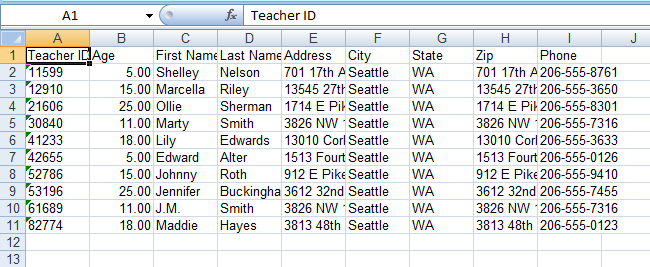 A1 fx Teacher ID
A B C D E F G H I J
1 Teacher ID Age First Name Last Name Address City State Zip Phone
2 11599 5.00 Shelley Nelson 701 17th A Seattle WA 701 17th A 206-555-8761
3 12910 15.00 Marcella Riley 13545 27th Seattle WA 13545 27th 206-555-3650
4 21606 25.00 Ollie Sherman 1714 E Pik Seattle WA 1714 E Pik 206-555-8301
5 30840 11.00 Marty Smith 3826 NW Seattle WA 3826 NW 206-555-7316
6 41233 18.00 Lily Edwards 13010 Corl Seattle WA 13010 Corl 206-555-3633
7 42655 5.00 Edward Alter 1513 Fourt Seattle WA 1513 Fourt 206-555-0126
8 52786 15.00 Johnny Roth 912 E Pike Seattle WA 912 E Pike 206-555-9410
9 53196 25.00 Jennifer Buckingha 3612 32nd Seattle WA 3612 32nd 206-555-7455
10 61689 11.00 J.M. Smith 3826 NW Seattle WA 3826 NW 206-555-7316
11 82774 18.00 Maddie Hayes 3813 48th Seattle WA 3813 48th 206-555-0123
12
13